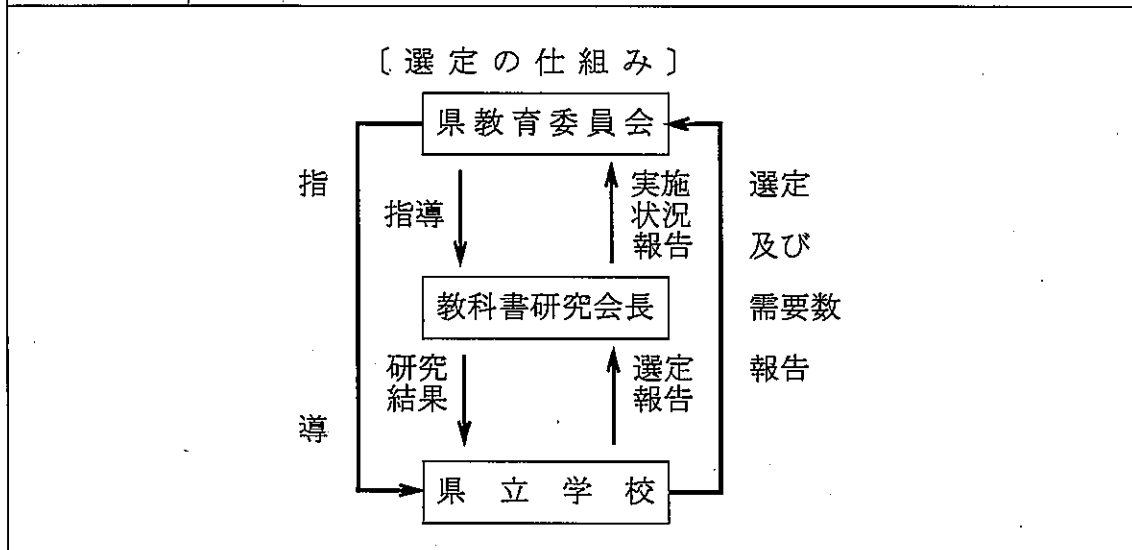 〔選定の仕組み〕
県教育委員会
指導
指導
実施
状況
報告
選定
及び
需要数
報告
教科書研究会長
研究
結果
選定
報告
県立学校